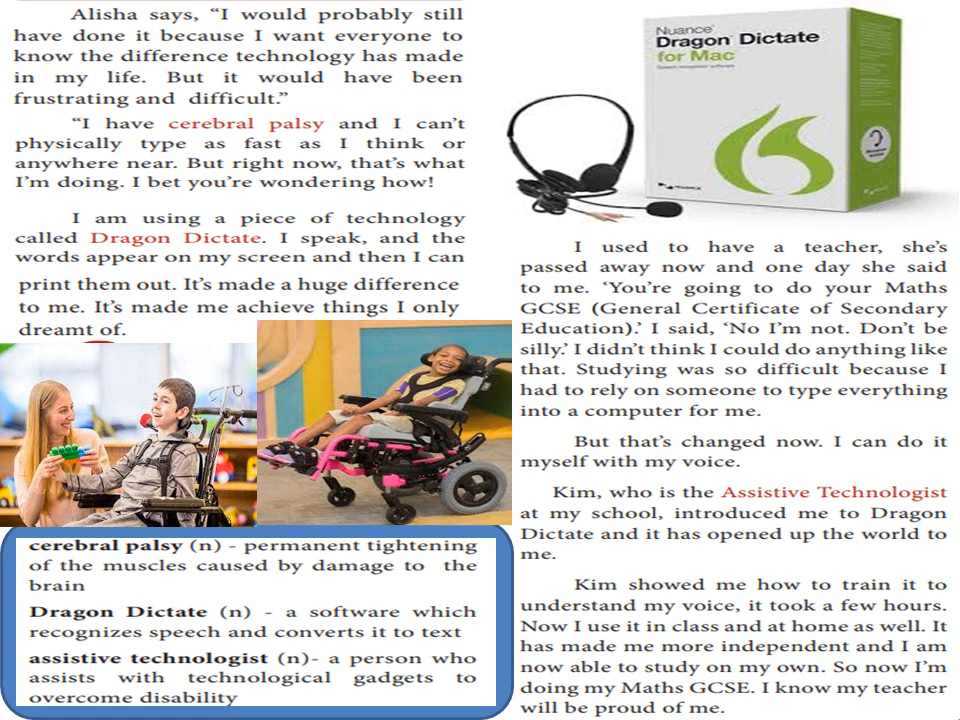 Alisha says, “I would probably still
have done it because I want everyone to
know the difference technology has made
in my life. But it would have been
frustrating and difficult.”
“I have cerebral palsy and I can’t
physically type as fast as I think or
anywhere near. But right now, that’s what
I’m doing. I bet you’re wondering how!
I am using a piece of technology
called Dragon Dictate. I speak, and the
words appear on my screen and then I can
print them out. It’s made a huge difference
to me. It’s made me achieve things I only
dreamt of.
cerebral palsy (n) - permanent tightening
of the muscles caused by damage to the
brain
Dragon Dictate (n) - a software which
recognizes speech and converts it to text
assistive technologist (n)- a person who
assists with technological gadgets to
overcome disability
Nuance
Dragon Dictate
for Mac
NUANCE
I used to have a teacher, she’s
passed away now and one day she said
to me. ‘You’re going to do your Maths
GCSE (General Certificate of Secondary
Education).’ I said, ‘No I’m not. Don’t be
silly.’ I didn’t think I could do anything like
that. Studying was so difficult because I
had to rely on someone to type everything
into a computer for me.
But that’s changed now. I can do it
myself with my voice.
Kim, who is the Assistive Technologist
at my school, introduced me to Dragon
Dictate and it has opened up the world to
me.
Kim showed me how to train it to
understand my voice, it took a few hours.
Now I use it in class and at home as well. It
has made me more independent and I am
now able to study on my own. So now I’m
doing my Maths GCSE. I know my teacher
will be proud of me.